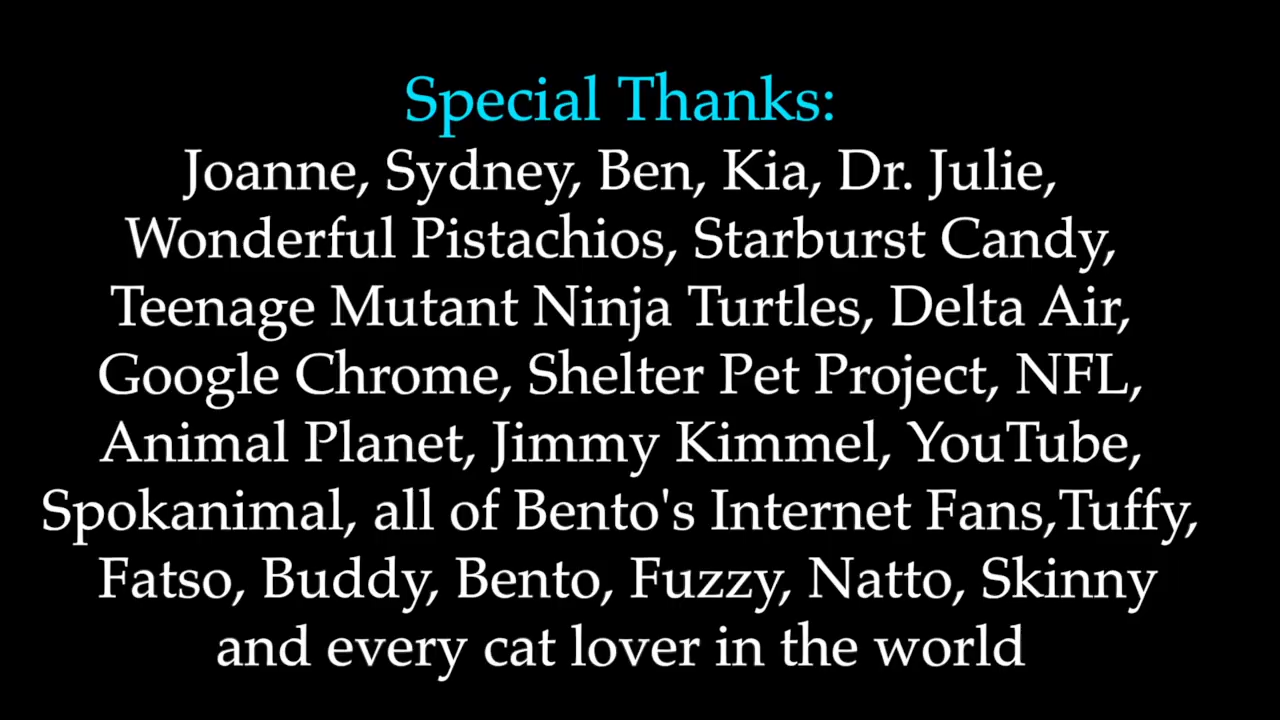 Special Thanks:
Joanne, Sydney, Ben, Kia, Dr. Julie,
Wonderful Pistachios, Starburst Candy,
Teenage Mutant Ninja Turtles, Delta Air,
Google Chrome, Shelter Pet Project, NFL,
Animal Planet, Jimmy Kimmel, YouTube,
Spokanimal, all of Bento's Internet Fans,Tuffy,
Fatso, Buddy, Bento, Fuzzy, Natto, Skinny
and every cat lover in the world